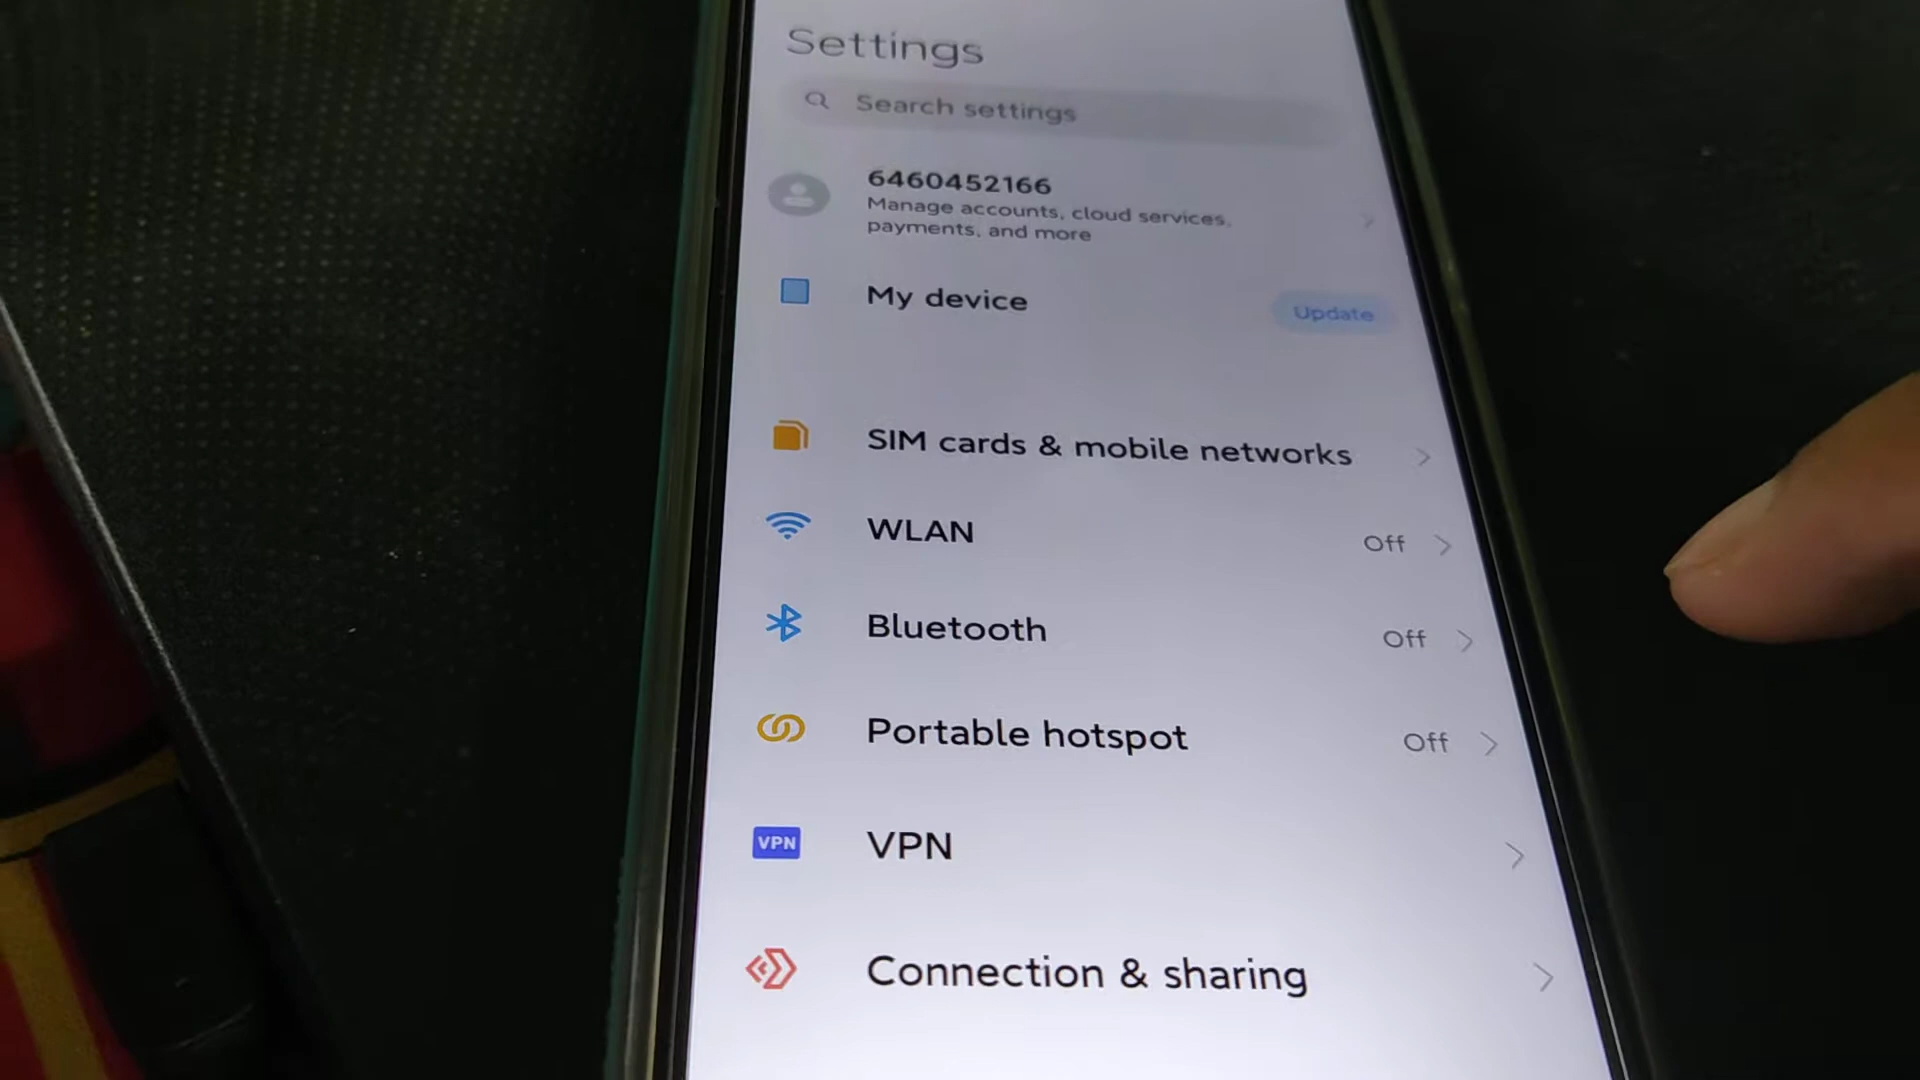 Settings
Search settings
6460452166
Manage accounts, cloud services,
payments, and more
My device
Update
SIM cards & mobile networks
WLAN
Off
Bluetooth
Off
Portable hotspot
Off
VPN
VPN
Connection & sharing